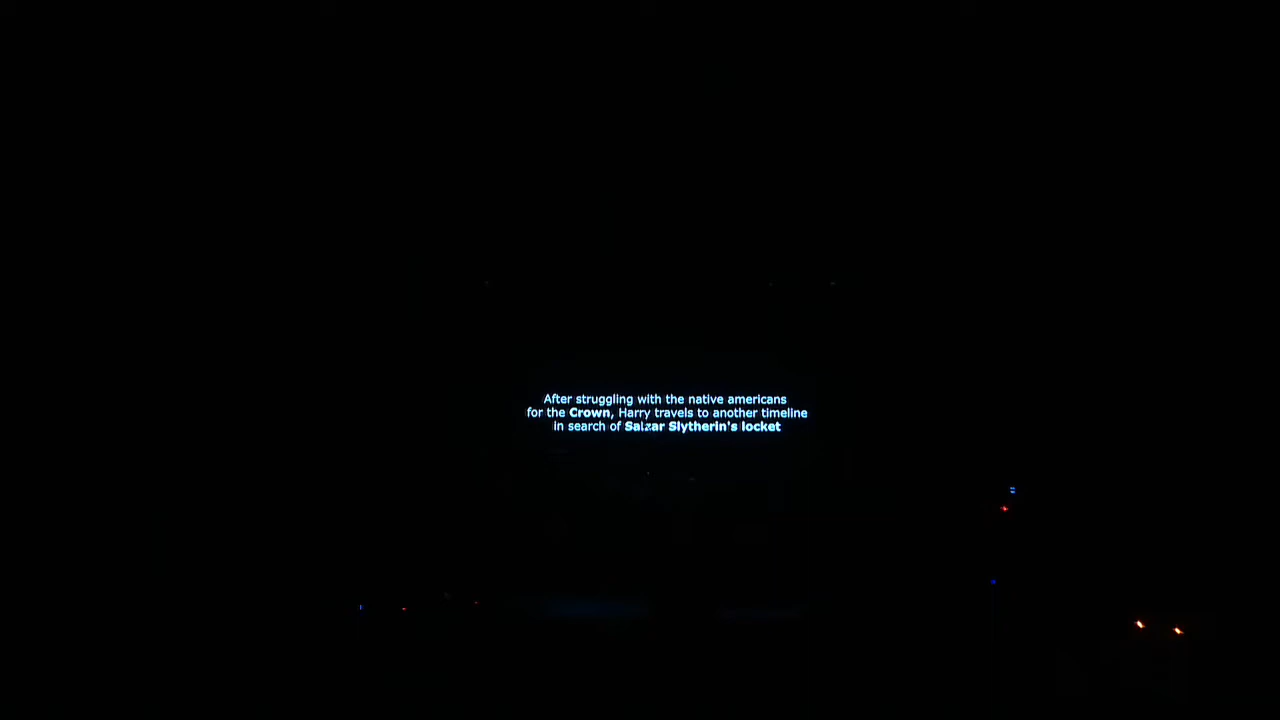 After struggling with the native americans
for the Crown, Harry travels to another timeline
in search of Salzar Slytherin's locket